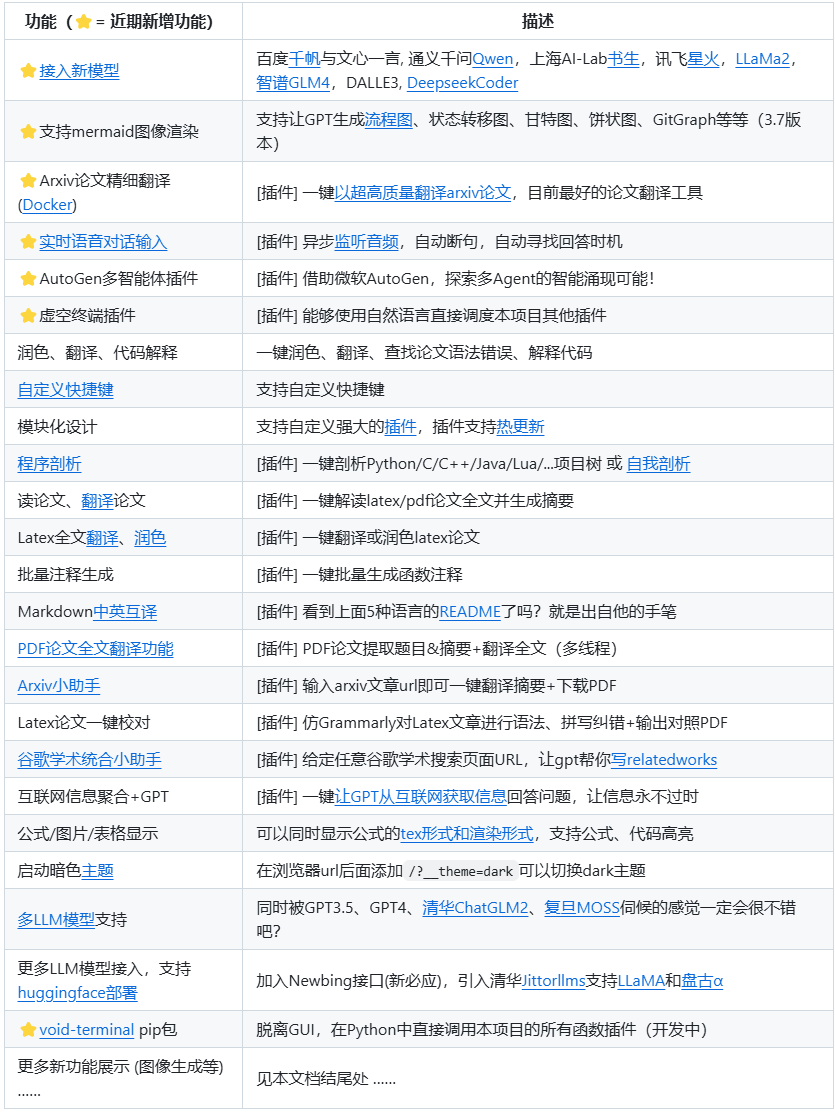 功能（⭐= 近期新增功能） 描述
⭐接入新模型 百度千帆与文心一言, 通义千问Qwen，上海AI-Lab书生，讯飞星火，LLaMa2，
智谱GLM4，DALLE3, DeepseekCoder
⭐支持mermaid图像渲染 支持让GPT生成流程图、状态转移图、甘特图、饼状图、GitGraph等等（3.7版
本）
⭐Arxiv论文精细翻译
(Docker) [插件] 一键以超高质量翻译arxiv论文，目前最好的论文翻译工具
⭐实时语音对话输入 [插件] 异步监听音频，自动断句，自动寻找回答时机
⭐AutoGen多智能体插件 [插件] 借助微软AutoGen，探索多Agent的智能涌现可能！
⭐虚空终端插件 [插件] 能够使用自然语言直接调度本项目其他插件
润色、翻译、代码解释 一键润色、翻译、查找论文语法错误、解释代码
自定义快捷键 支持自定义快捷键
模块化设计 支持自定义强大的插件，插件支持热更新
程序剖析 [插件] 一键剖析Python/C/C++/Java/Lua/...项目树 或 自我剖析
读论文、翻译论文 [插件] 一键解读latex/pdf论文全文并生成摘要
Latex全文翻译、润色 [插件] 一键翻译或润色latex论文
批量注释生成 [插件] 一键批量生成函数注释
Markdown中英互译 [插件] 看到上面5种语言的README了吗？就是出自他的手笔
PDF论文全文翻译功能 [插件] PDF论文提取题目&摘要+翻译全文（多线程）
Arxiv小助手 [插件] 输入arxiv文章url即可一键翻译摘要+下载PDF
Latex论文一键校对 [插件] 仿Grammarly对Latex文章进行语法、拼写纠错+输出对照PDF
谷歌学术统合小助手 [插件] 给定任意谷歌学术搜索页面URL，让gpt帮你写relatedworks
互联网信息聚合+GPT [插件] 一键让GPT从互联网获取信息回答问题，让信息永不过时
公式/图片/表格显示 可以同时显示公式的tex形式和渲染形式，支持公式、代码高亮
启动暗色主题 在浏览器url后面添加 /?__theme=dark 可以切换dark主题
多LLM模型支持 同时被GPT3.5、GPT4、清华ChatGLM2、复旦MOSS伺候的感觉一定会很不错
吧？
更多LLM模型接入，支持
huggingface部署 加入Newbing接口(新必应)，引入清华Jittorllms支持LLaMA和盘古α
⭐void-terminal pip包 脱离GUI，在Python中直接调用本项目的所有函数插件（开发中）
更多新功能展示 (图像生成等)
…… 见本文档结尾处 ……